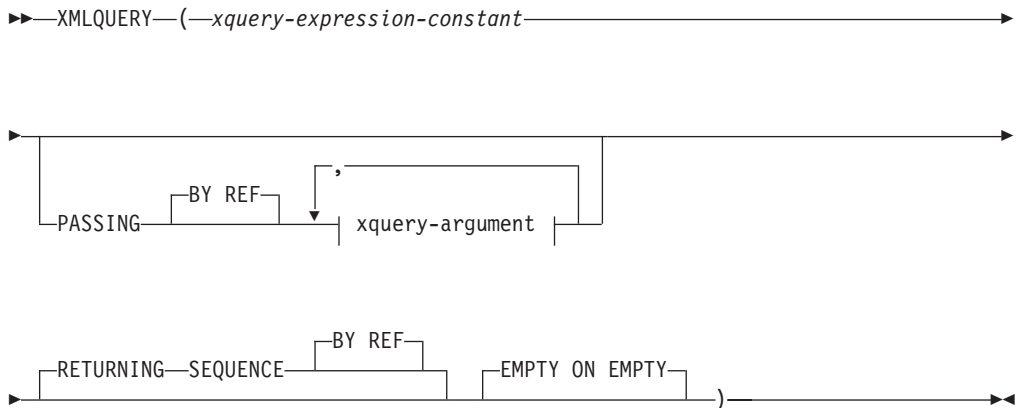 XMLQUERY ( xquery-expression-constant
,
BY REF
PASSING xquery-argument
BY REF
RETURNING SEQUENCE EMPTY ON EMPTY
)